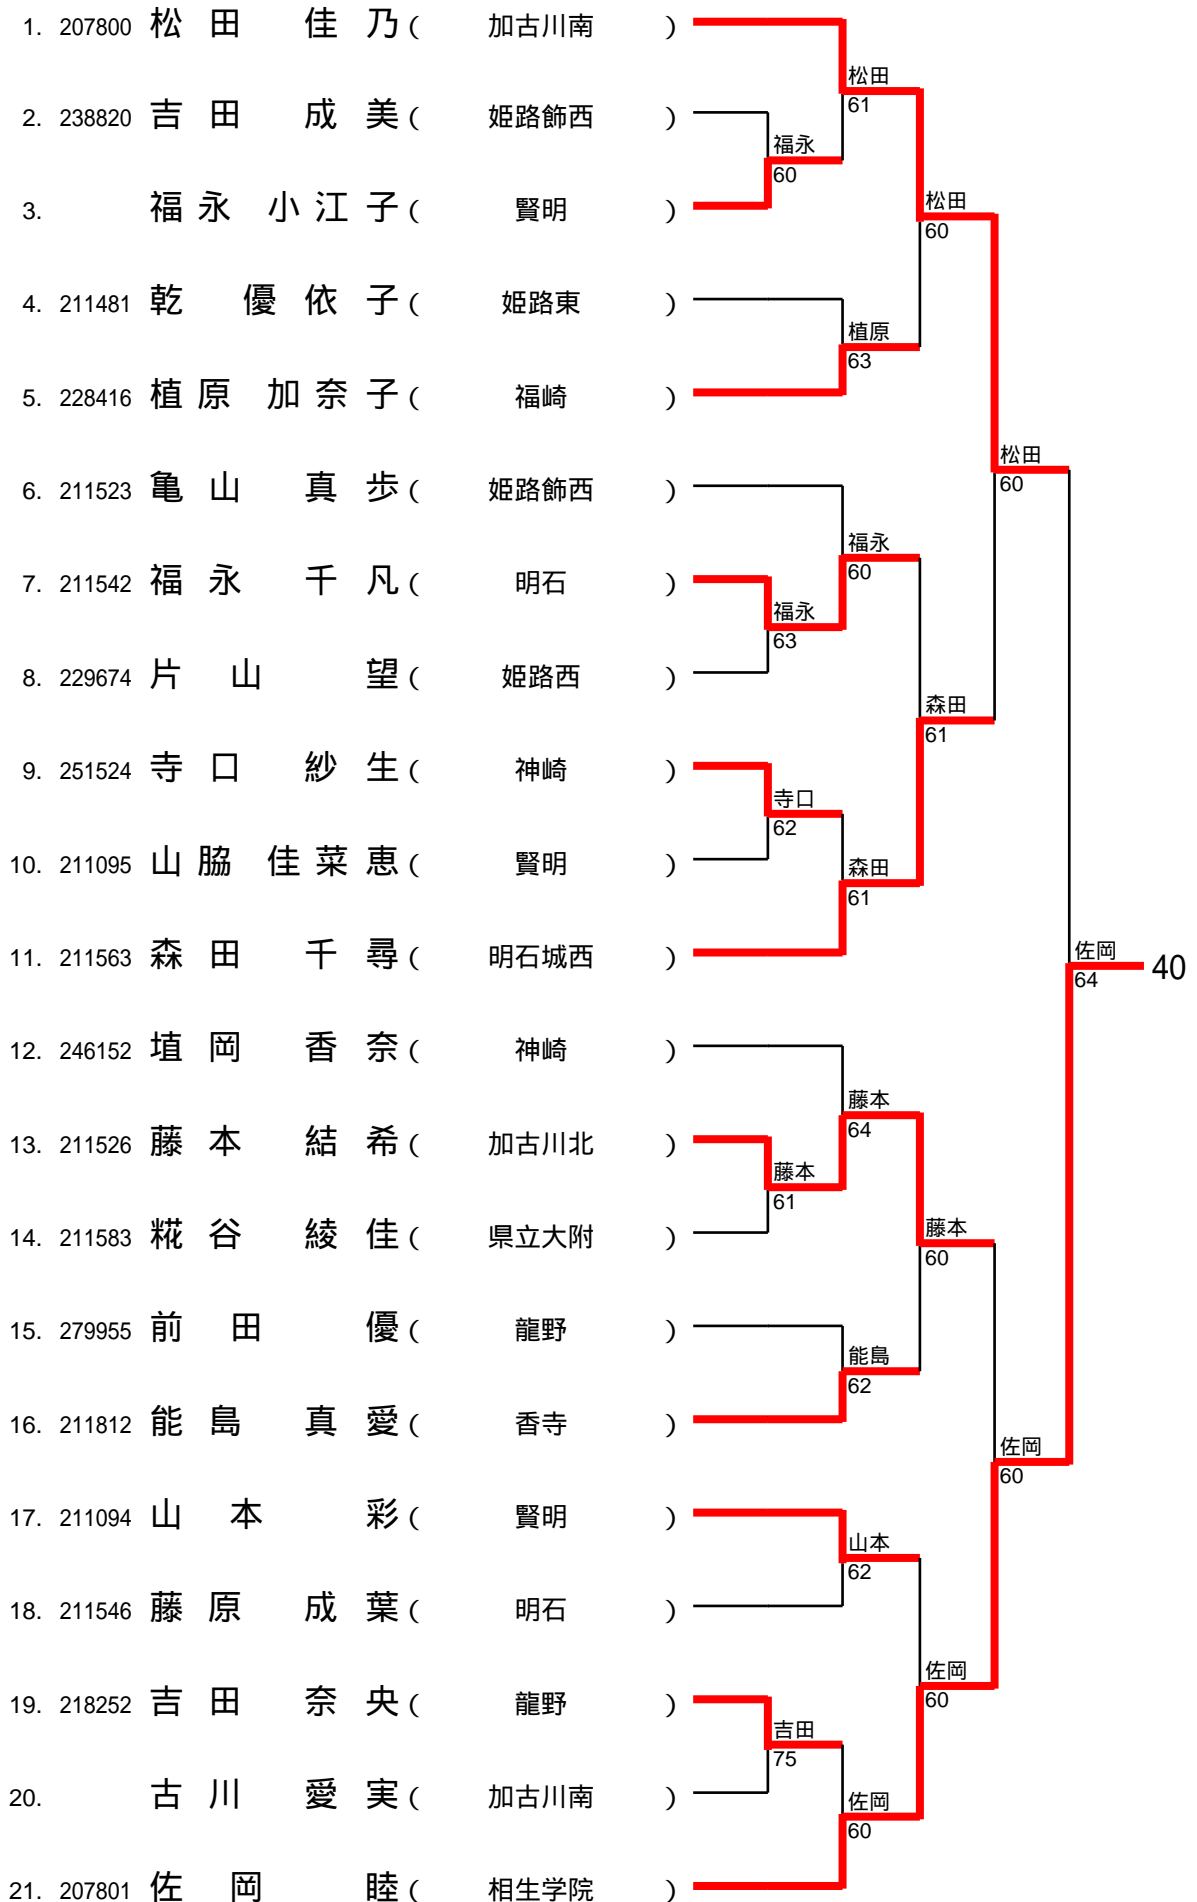 1. 207800 松田 佳乃 ( 加古川南 )
松田
61
2. 238820 吉田 成美 ( 姫路飾西 )
福永
60
3. 福永 小江子 ( 賢明 )
松田
60
4. 211481 乾 優依子 ( 姫路東 )
植原
63
5. 228416 植原 加奈子 ( 福崎 )
松田
60
6. 211523 亀山 真歩 ( 姫路飾西 )
福永
60
7. 211542 福永 千凡 ( 明石 )
福永
63
8. 229674 片山 望 ( 姫路西 )
森田
61
9. 251524 寺口 紗生 ( 神崎 )
寺口
62
10. 211095 山脇 佳菜恵 ( 賢明 )
森田
61
11. 211563 森田 千尋 ( 明石城西 )
佐岡
64
40
12. 246152 埴岡 香奈 ( 神崎 )
藤本
64
13. 211526 藤本 結希 ( 加古川北 )
藤本
61
14. 211583 糀谷 綾佳 ( 県立大附 )
藤本
60
15. 279955 前田 優 ( 龍野 )
能島
62
16. 211812 能島 真愛 ( 香寺 )
佐岡
60
17. 211094 山本 彩 ( 賢明 )
山本
62
18. 211546 藤原 成葉 ( 明石 )
佐岡
60
19. 218252 吉田 奈央 ( 龍野 )
吉田
75
20. 古川 愛実 ( 加古川南 )
佐岡
60
21. 207801 佐岡 睦 ( 相生学院 )